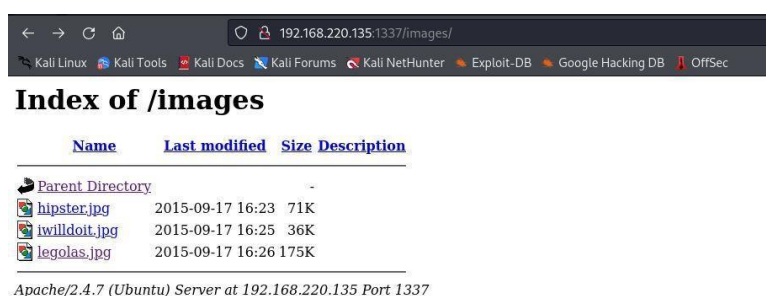 192.168.220.135:1337/images/
Kali Linux Kali Tools Kali Docs Kali Forums Kali NetHunter Exploit-DB Google Hacking DB OffSec
Index of /images
Name Last modified Size Description
Parent Directory -
hipster.jpg 2015-09-17 16:23 71K
iwilldoit.jpg 2015-09-17 16:25 36K
legolas.jpg 2015-09-17 16:26 175K
Apache/2.4.7 (Ubuntu) Server at 192.168.220.135 Port 1337